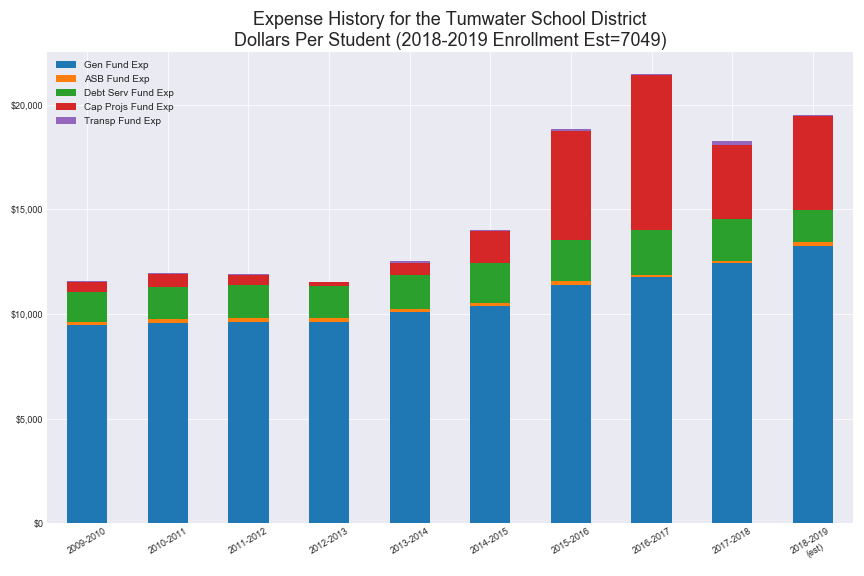 Expense History for the Tumwater School District
Dollars Per Student (2018-2019 Enrollment Est=7049)
Gen Fund Exp
ASB Fund Exp
Debt Serv Fund Exp
Cap Projs Fund Exp
Transp Fund Exp
$20,000
$15,000
$10,000
$5,000
$0
2009-2010
2010-2011
2011-2012
2012-2013
2013-2014
2014-2015
2015-2016
2016-2017
2017-2018
2018-2019
(est)